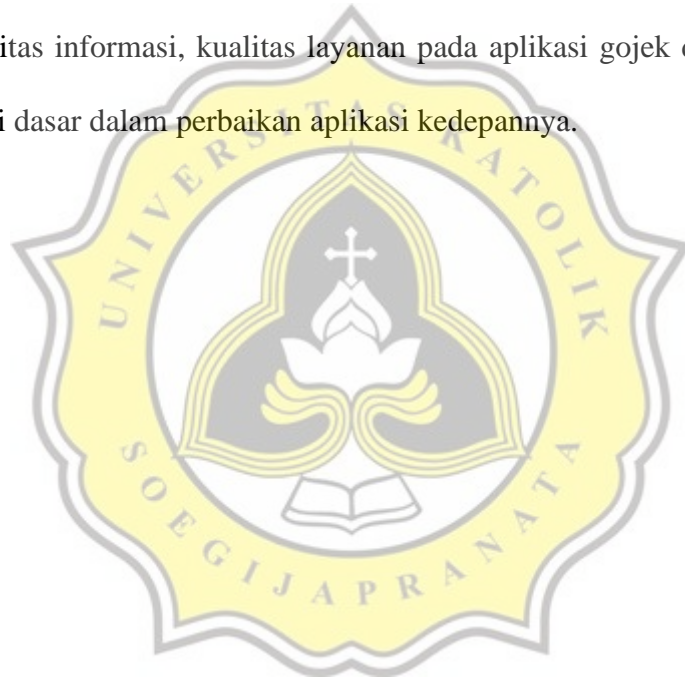 itas informasi, kualitas layanan pada aplikasi gojek
i dasar dalam perbaikan aplikasi kedepannya.
UNIVERSITAS KATOLIK
SOEGIJAPRANATA